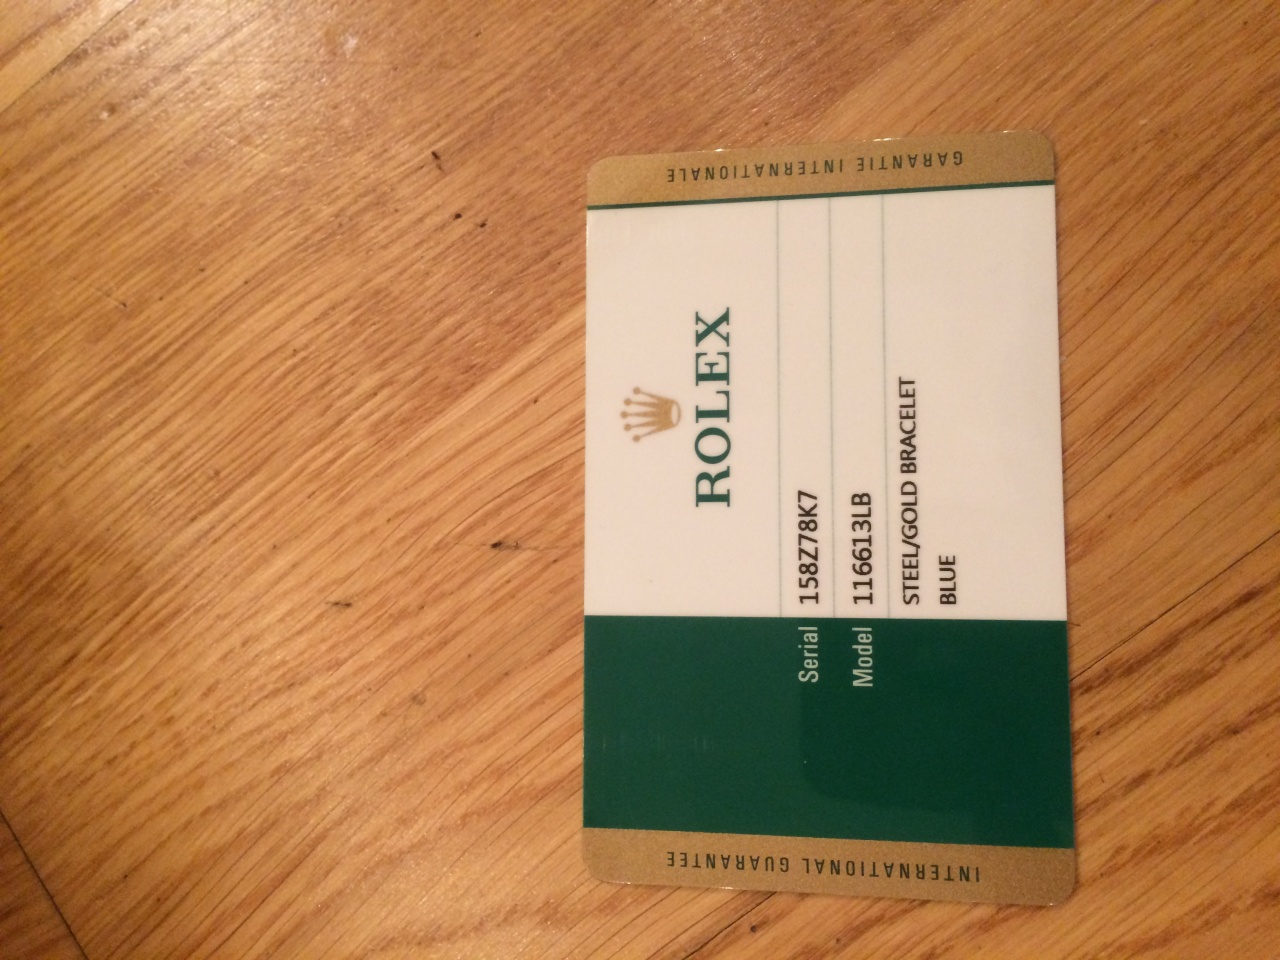 GARANTIE INTERNATIONALE
ROLEX
Serial 158Z78K7
Model 116613LB
STEEL/GOLD BRACELET
BLUE
INTERNATIONAL GUARANTEE